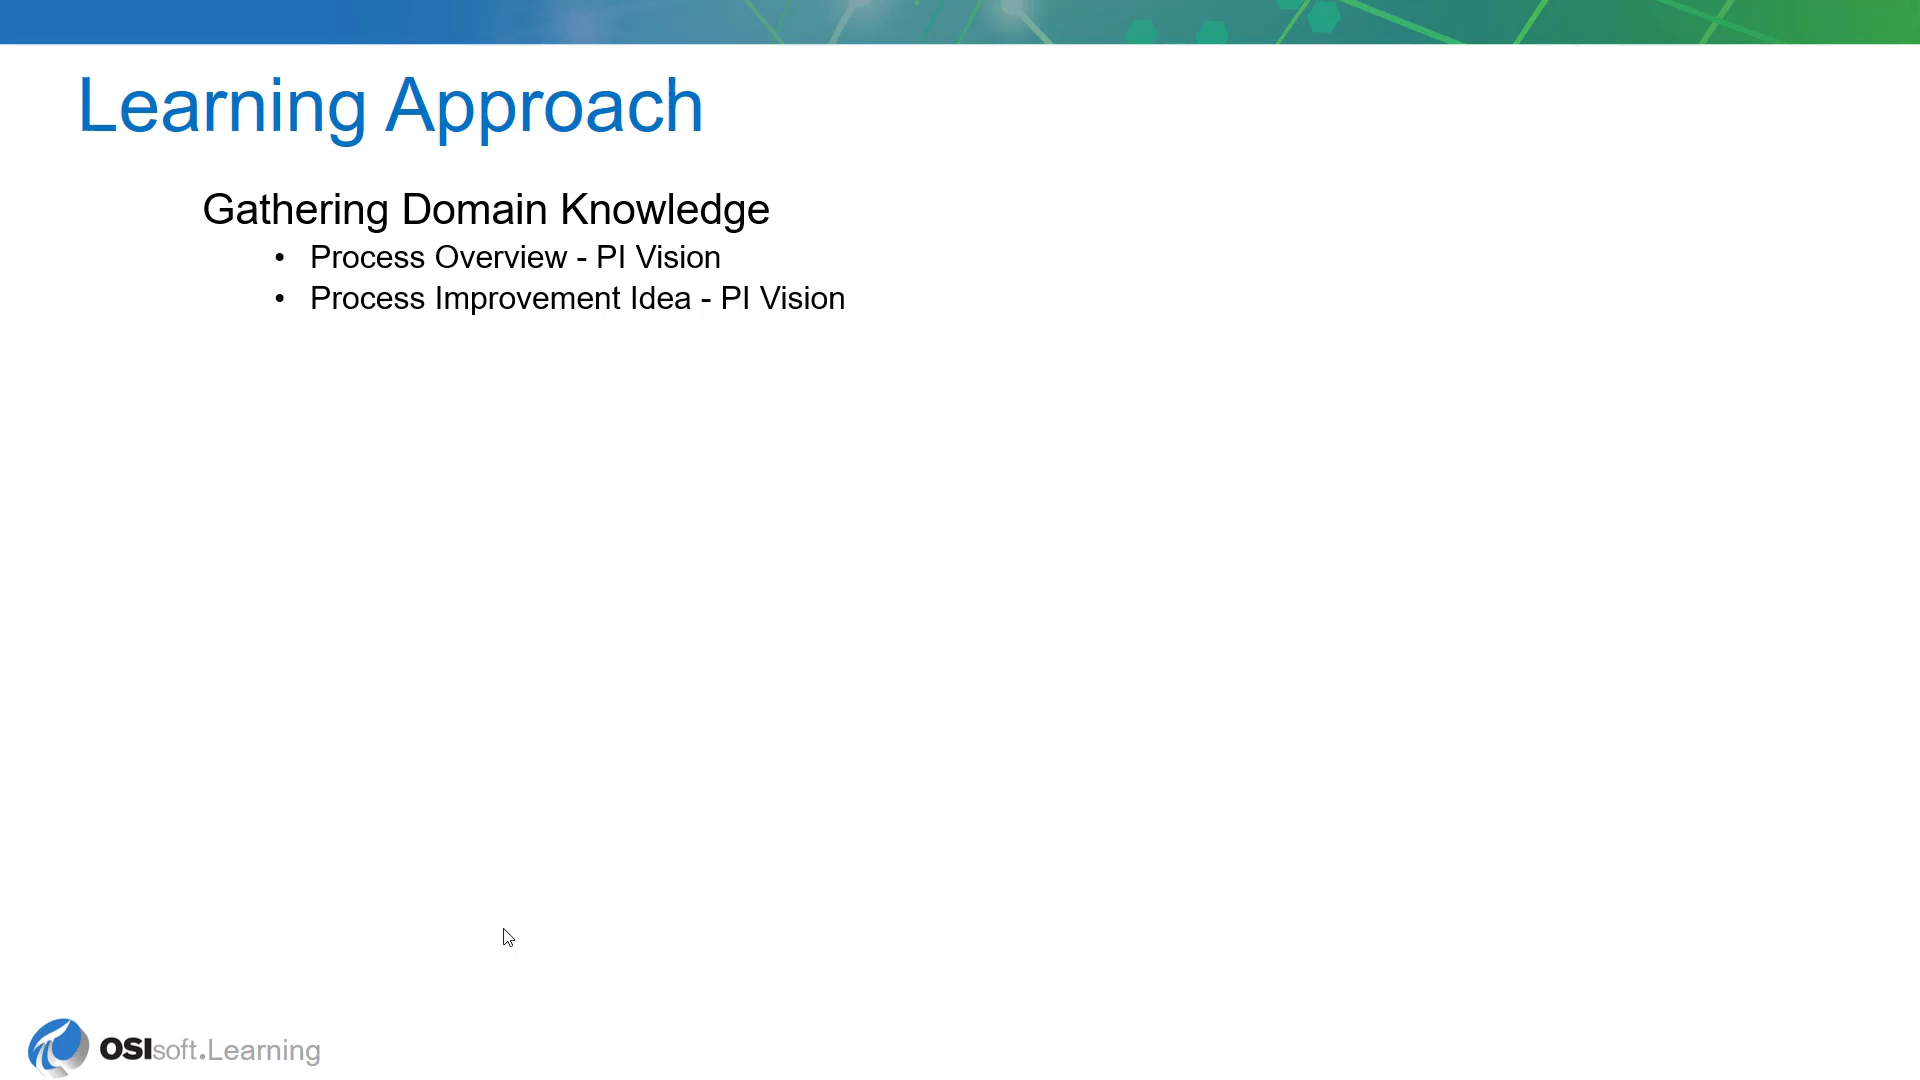 Learning Approach
Gathering Domain Knowledge
• Process Overview - PI Vision
• Process Improvement Idea - PI Vision
OSIsoft.Learning